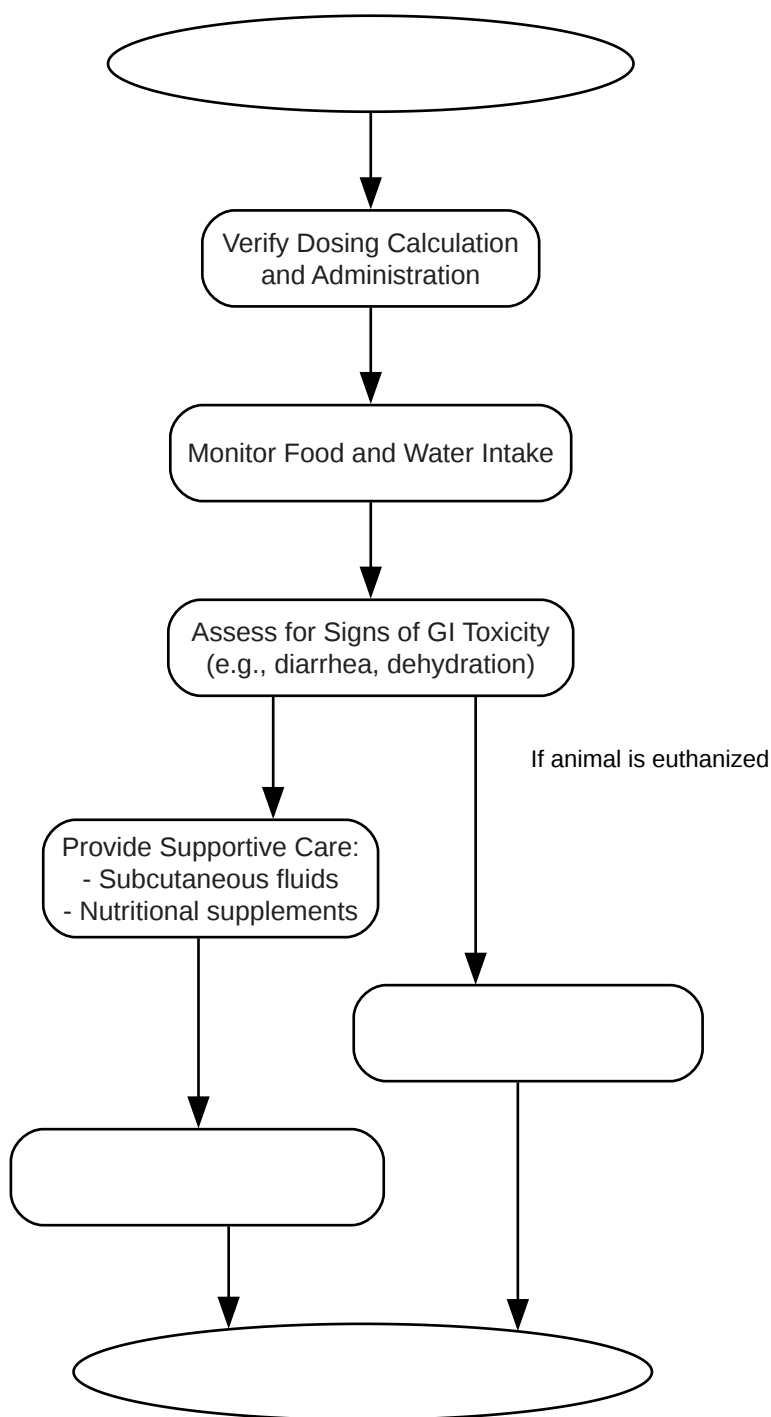 Verify Dosing Calculation
and Administration
Monitor Food and Water Intake
Assess for Signs of GI Toxicity
(e.g., diarrhea, dehydration)
If animal is euthanized
Provide Supportive Care:
- Subcutaneous fluids
- Nutritional supplements